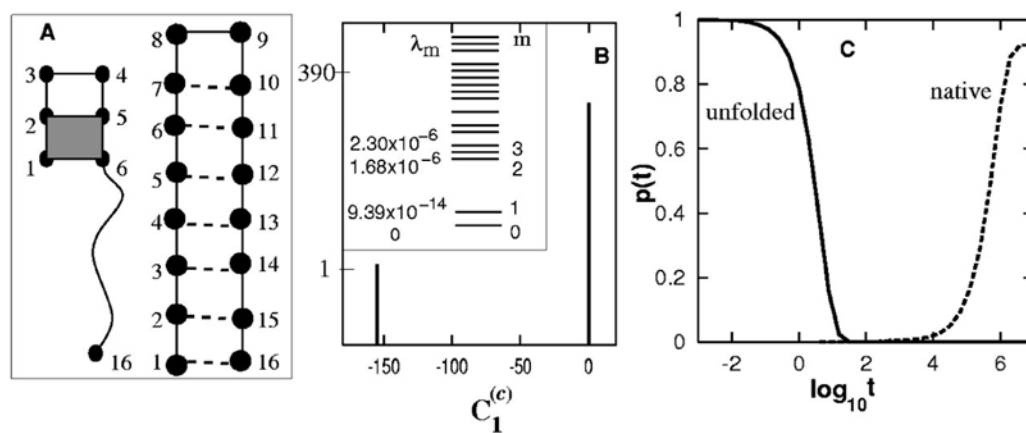 A
3 4
2 5
1 6
16
8 9
7 10
6 11
5 12
4 13
3 14
2 15
1 16
B
λm m
390
2.30x10⁻⁶ 3
1.68x10⁻⁶ 2
9.39x10⁻¹⁴ 1
0 0
1
-150 -100 -50 0
C₁⁽ᶜ⁾
C
p(t)
1
0.8
0.6
0.4
0.2
0
unfolded
native
-2 0 2 4 6
log₁₀t